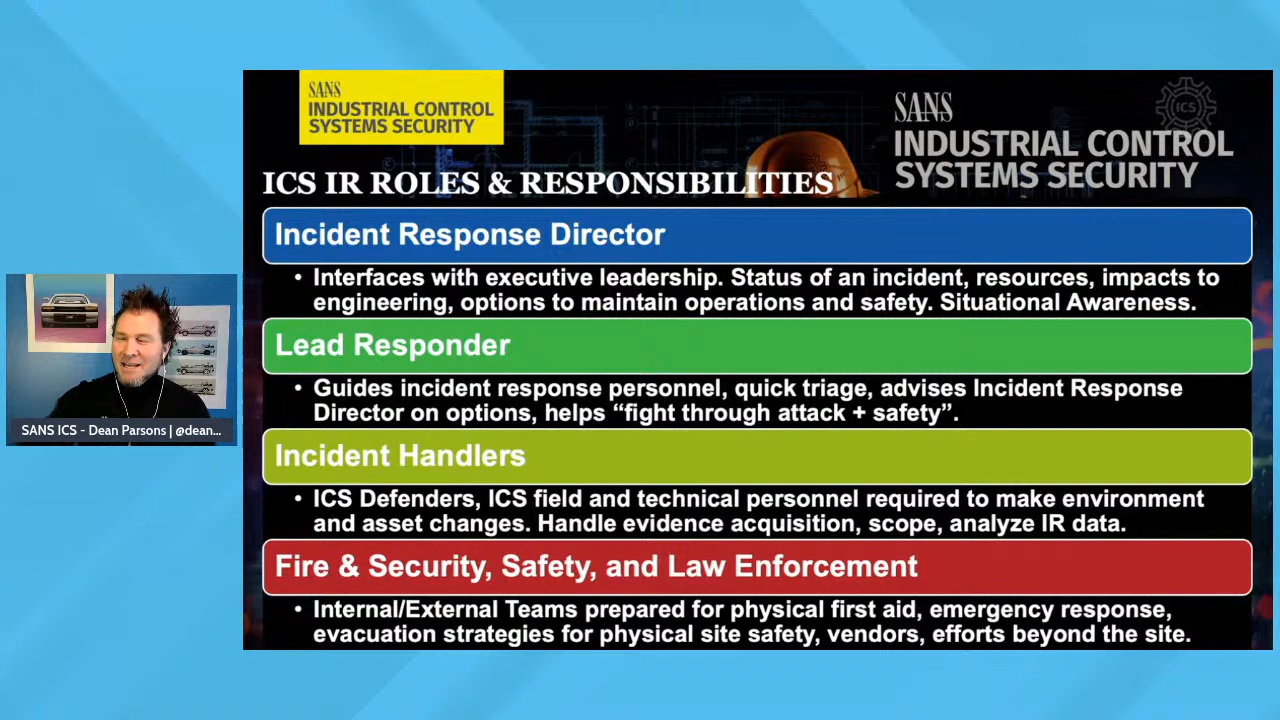 SANS
INDUSTRIAL CONTROL
SYSTEMS SECURITY
SANS
ICS
INDUSTRIAL CONTROL
SYSTEMS SECURITY
ICS IR ROLES & RESPONSIBILITIES
Incident Response Director
• Interfaces with executive leadership. Status of an incident, resources, impacts to
engineering, options to maintain operations and safety. Situational Awareness.
Lead Responder
• Guides incident response personnel, quick triage, advises Incident Response
Director on options, helps “fight through attack + safety”.
Incident Handlers
• ICS Defenders, ICS field and technical personnel required to make environment
and asset changes. Handle evidence acquisition, scope, analyze IR data.
Fire & Security, Safety, and Law Enforcement
• Internal/External Teams prepared for physical first aid, emergency response,
evacuation strategies for physical site safety, vendors, efforts beyond the site.
SANS ICS - Dean Parsons | @dean...